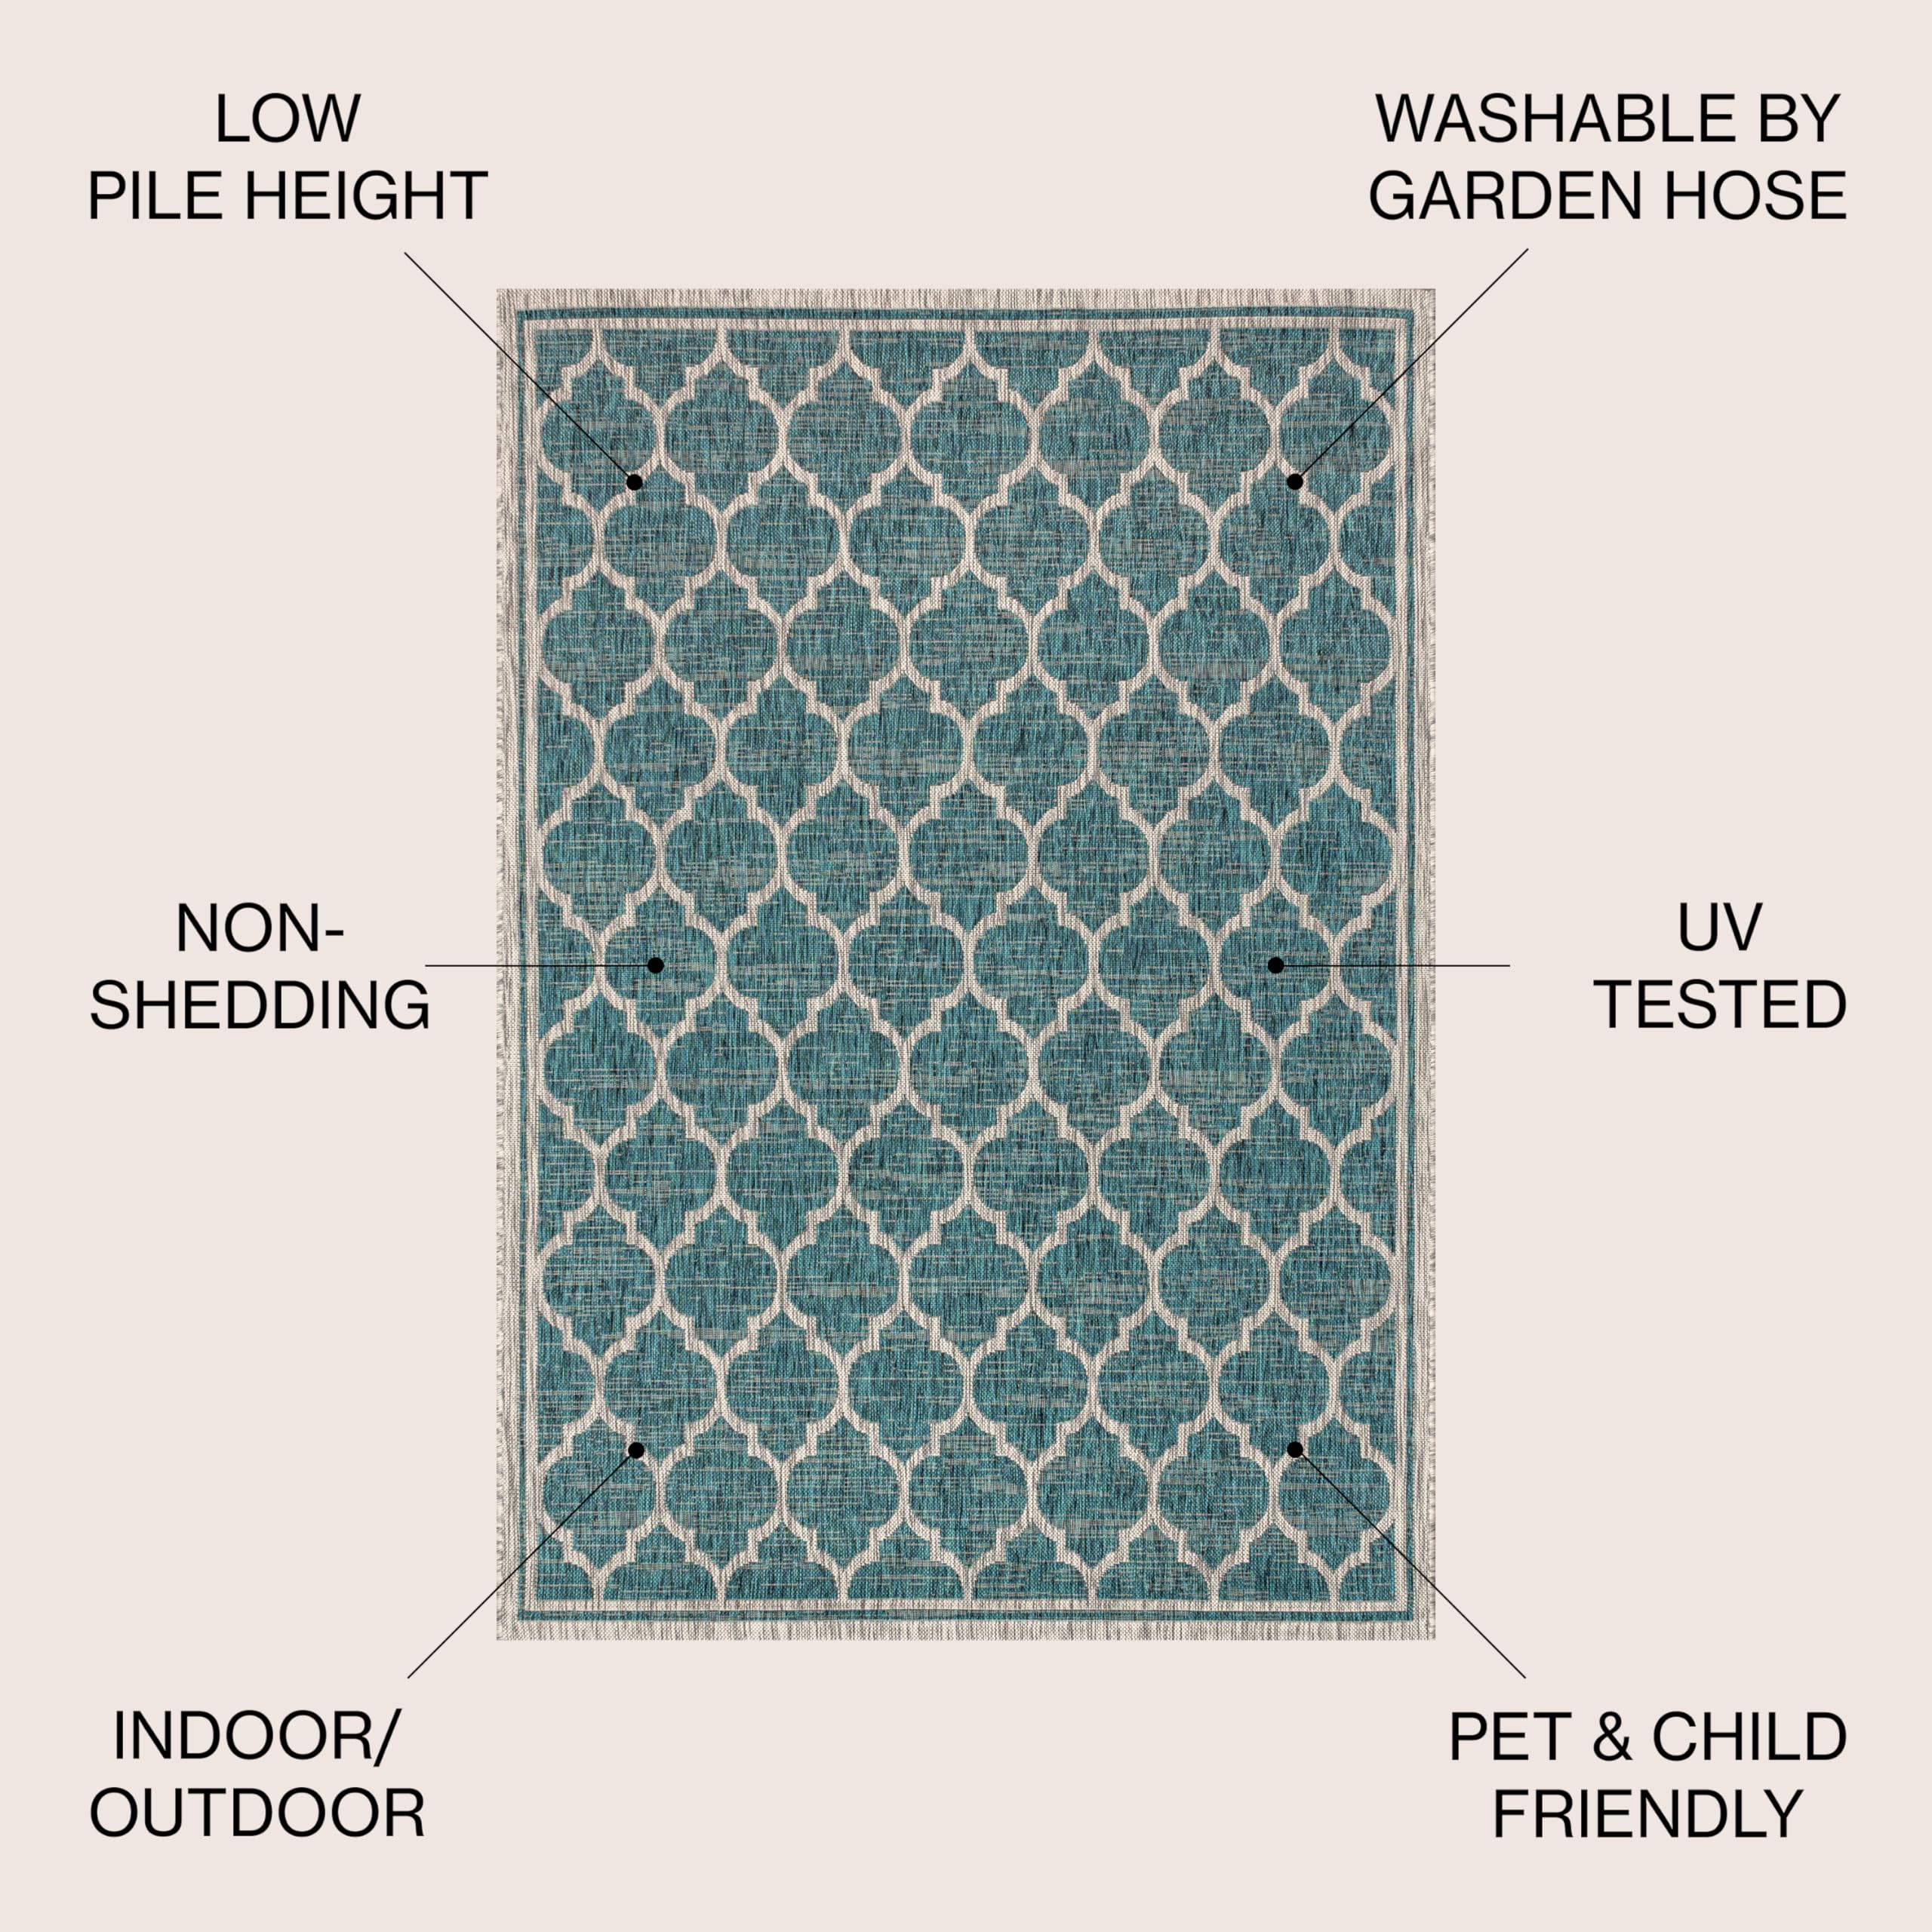 LOW
PILE HEIGHT
WASHABLE BY
GARDEN HOSE
NON-
SHEDDING
UV
TESTED
INDOOR/
OUTDOOR
PET & CHILD
FRIENDLY